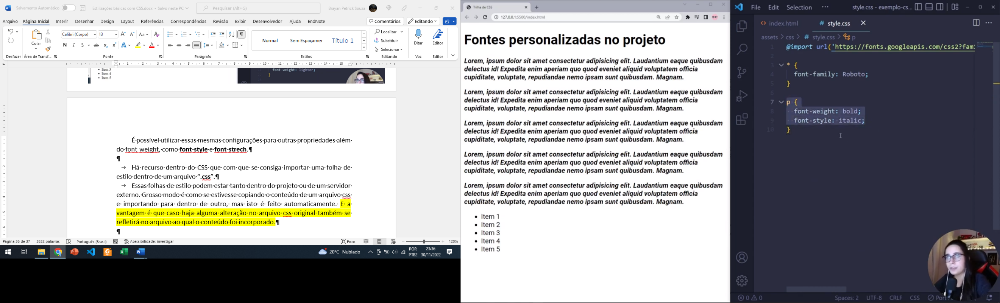 Salvamento Automático
Estilizações básicas com CSS.docx • Salvo neste PC
Pesquisar (Alt+G)
Brayan Petrick Souza
Arquivo Página Inicial Inserir Desenhar Design Layout Referências Correspondências Revisão Exibir Desenvolvedor Ajuda EndNote
Comentários Editando
Calibri (Corpo) 13
Colar
N I S ab x₂ x²
Normal Sem Espaçamer Título 1
Localizar
Substituir
Selecionar
Ditar Editor
Desfazer Área de Transf... Fonte Parágrafo Estilos Editando Voz Editor
• Item 3
• Item 4
• Item 5
font-weight: lighter;
}
É possível utilizar essas mesmas configurações para outras propriedades além
do font-weight, como font-style e font-strech.¶
¶
→ Há recurso dentro do CSS que com que se consiga importar uma folha de
estilo dentro de um arquivo “.css”.¶
→ Essas folhas de estilo podem estar tanto dentro do projeto ou de um servidor
externo. Grosso modo é como se estivesse copiando o conteúdo de um arquivo css
e importando para dentro de outro, mas isto é feito automaticamente. E a
vantagem é que caso haja alguma alteração no arquivo css original também se
refletirá no arquivo ao qual o conteúdo foi incorporado.¶
¶
Página 36 de 37 3832 palavras Português (Brasil) Acessibilidade: investigar Foco 120%
20°C Nublado
POR
PTB2
23:36
30/11/2022
Trilha de CSS
127.0.0.1:5500/index.html
Fontes personalizadas no projeto
Lorem, ipsum dolor sit amet consectetur adipisicing elit. Laudantium eaque quibusdam
delectus id! Expedita enim aperiam quo quod eveniet aliquid voluptatem officia
cupiditate, voluptate, repudiandae nemo ipsam sunt quibusdam. Magnam.
Lorem, ipsum dolor sit amet consectetur adipisicing elit. Laudantium eaque quibusdam
delectus id! Expedita enim aperiam quo quod eveniet aliquid voluptatem officia
cupiditate, voluptate, repudiandae nemo ipsam sunt quibusdam. Magnam.
Lorem, ipsum dolor sit amet consectetur adipisicing elit. Laudantium eaque quibusdam
delectus id! Expedita enim aperiam quo quod eveniet aliquid voluptatem officia
cupiditate, voluptate, repudiandae nemo ipsam sunt quibusdam. Magnam.
Lorem, ipsum dolor sit amet consectetur adipisicing elit. Laudantium eaque quibusdam
delectus id! Expedita enim aperiam quo quod eveniet aliquid voluptatem officia
cupiditate, voluptate, repudiandae nemo ipsam sunt quibusdam. Magnam.
Lorem, ipsum dolor sit amet consectetur adipisicing elit. Laudantium eaque quibusdam
delectus id! Expedita enim aperiam quo quod eveniet aliquid voluptatem officia
cupiditate, voluptate, repudiandae nemo ipsam sunt quibusdam. Magnam.
• Item 1
• Item 2
• Item 3
• Item 4
• Item 5
File Edit Selection ··· style.css - exemplo-cs...
index.html # style.css
assets > css > # style.css > p
1 @import url('https://fonts.googleapis.com/css2?fami
2
3 * {
4 font-family: Roboto;
5 }
6
7 p {
8 font-weight: bold;
9 font-style: italic;
10 }
0 0 Spaces: 2 UTF-8 CRLF CSS Port